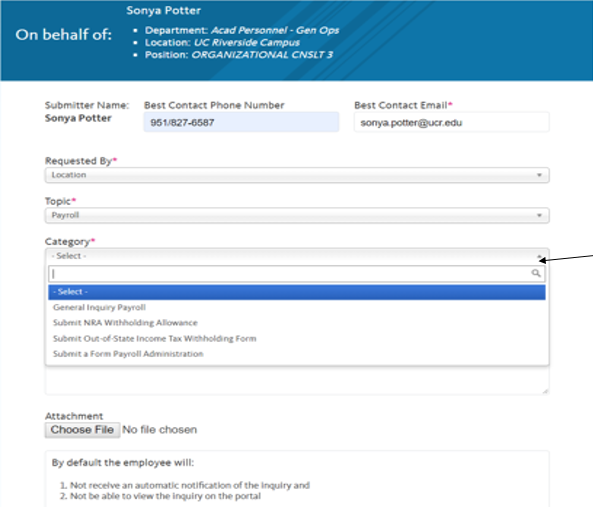 Sonya Potter
On behalf of:
• Department: Acad Personnel - Gen Ops
• Location: UC Riverside Campus
• Position: ORGANIZATIONAL CNSLT 3
Submitter Name: Best Contact Phone Number Best Contact Email*
Sonya Potter 951/827-6587 sonya.potter@ucr.edu
Requested By*
Location
Topic*
Payroll
Category*
- Select -
- Select -
General Inquiry Payroll
Submit NRA Withholding Allowance
Submit Out-of-State Income Tax Withholding Form
Submit a Form Payroll Administration
Attachment
Choose File No file chosen
By default the employee will:
1. Not receive an automatic notification of the inquiry and
2. Not be able to view the inquiry on the portal